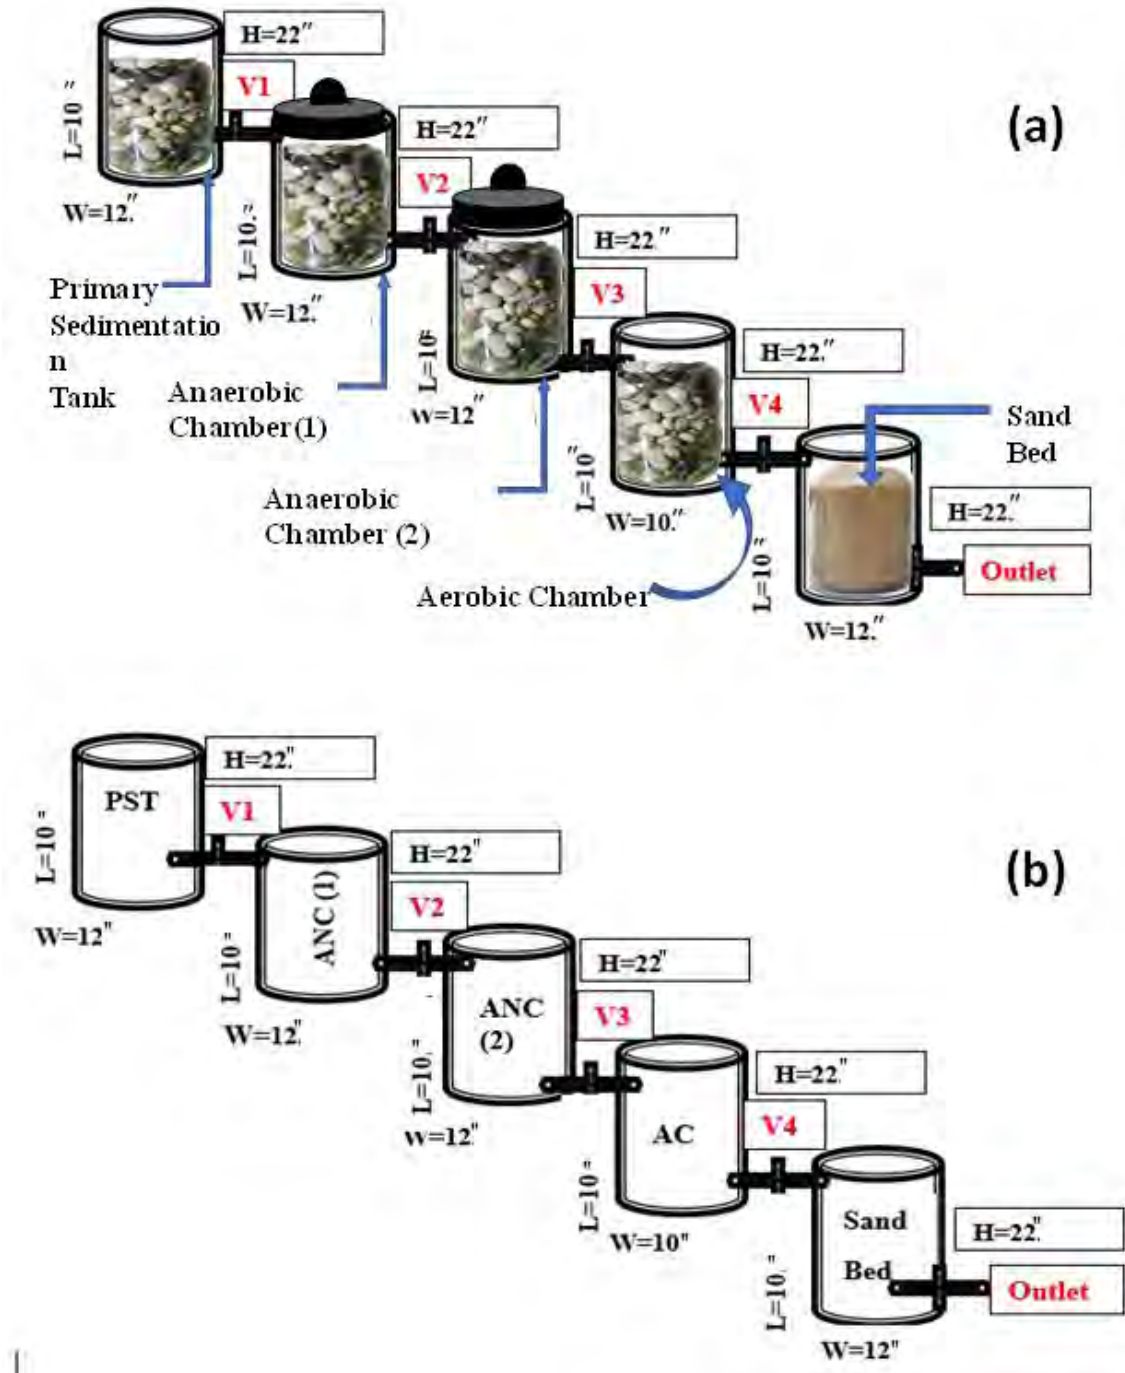 H=22"
V1
L=10"
W=12."
H=22"
V2
L=10."
W=12."
H=22."
V3
L=10"
W=12"
H=22."
V4
L=10"
W=10."
H=22."
Outlet
L=10"
W=12."
(a)
Primary
Sedimentatio
n
Tank
Anaerobic
Chamber(1)
Anaerobic
Chamber (2)
Aerobic Chamber
Sand
Bed
PST
H=22."
V1
L=10"
W=12"
ANC (1)
H=22"
V2
L=10"
W=12."
ANC
(2)
H=22"
V3
L=10."
W=12"
AC
H=22."
V4
L=10"
W=10"
Sand
Bed
H=22."
Outlet
L=10."
W=12"
(b)